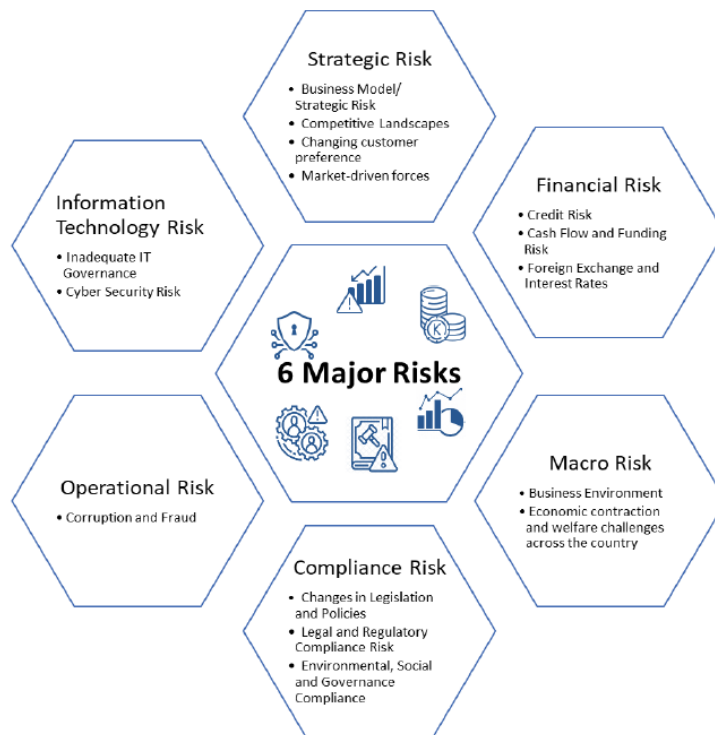 Strategic Risk
• Business Model/
Strategic Risk
• Competitive Landscapes
• Changing customer
preference
• Market-driven forces
Financial Risk
• Credit Risk
• Cash Flow and Funding
Risk
• Foreign Exchange and
Interest Rates
Macro Risk
• Business Environment
• Economic contraction
and welfare challenges
across the country
Compliance Risk
• Changes in Legislation
and Policies
• Legal and Regulatory
Compliance Risk
• Environmental, Social
and Governance
Compliance
Operational Risk
• Corruption and Fraud
Information
Technology Risk
• Inadequate IT
Governance
• Cyber Security Risk
K
6 Major Risks